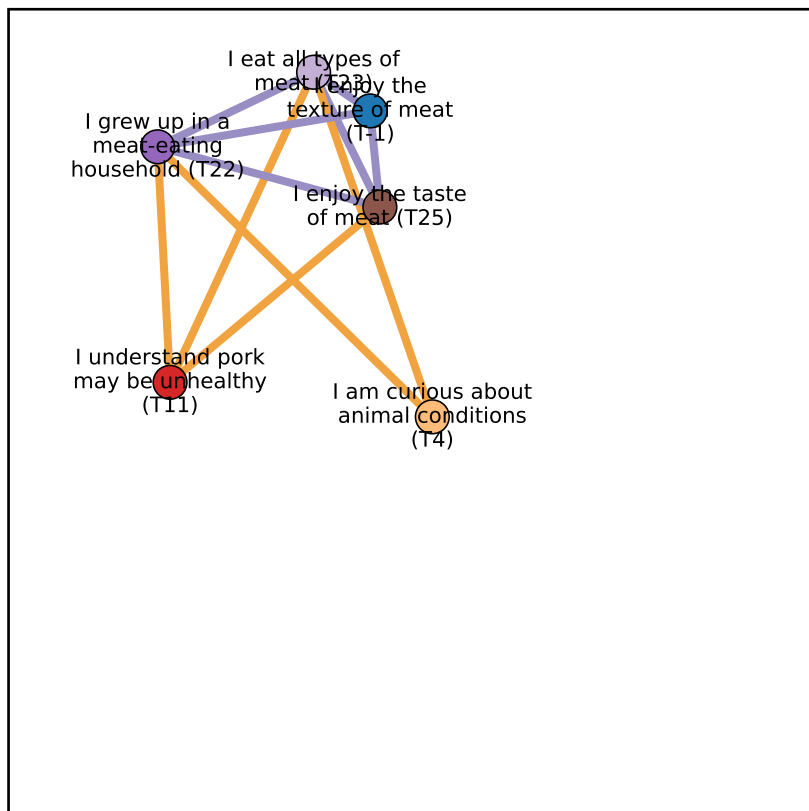 I eat all types of
meat (T23)
I enjoy the
texture of meat
(T-1)
I grew up in a
meat-eating
household (T22)
I enjoy the taste
of meat (T25)
I understand pork
may be unhealthy
(T11)
I am curious about
animal conditions
(T4)